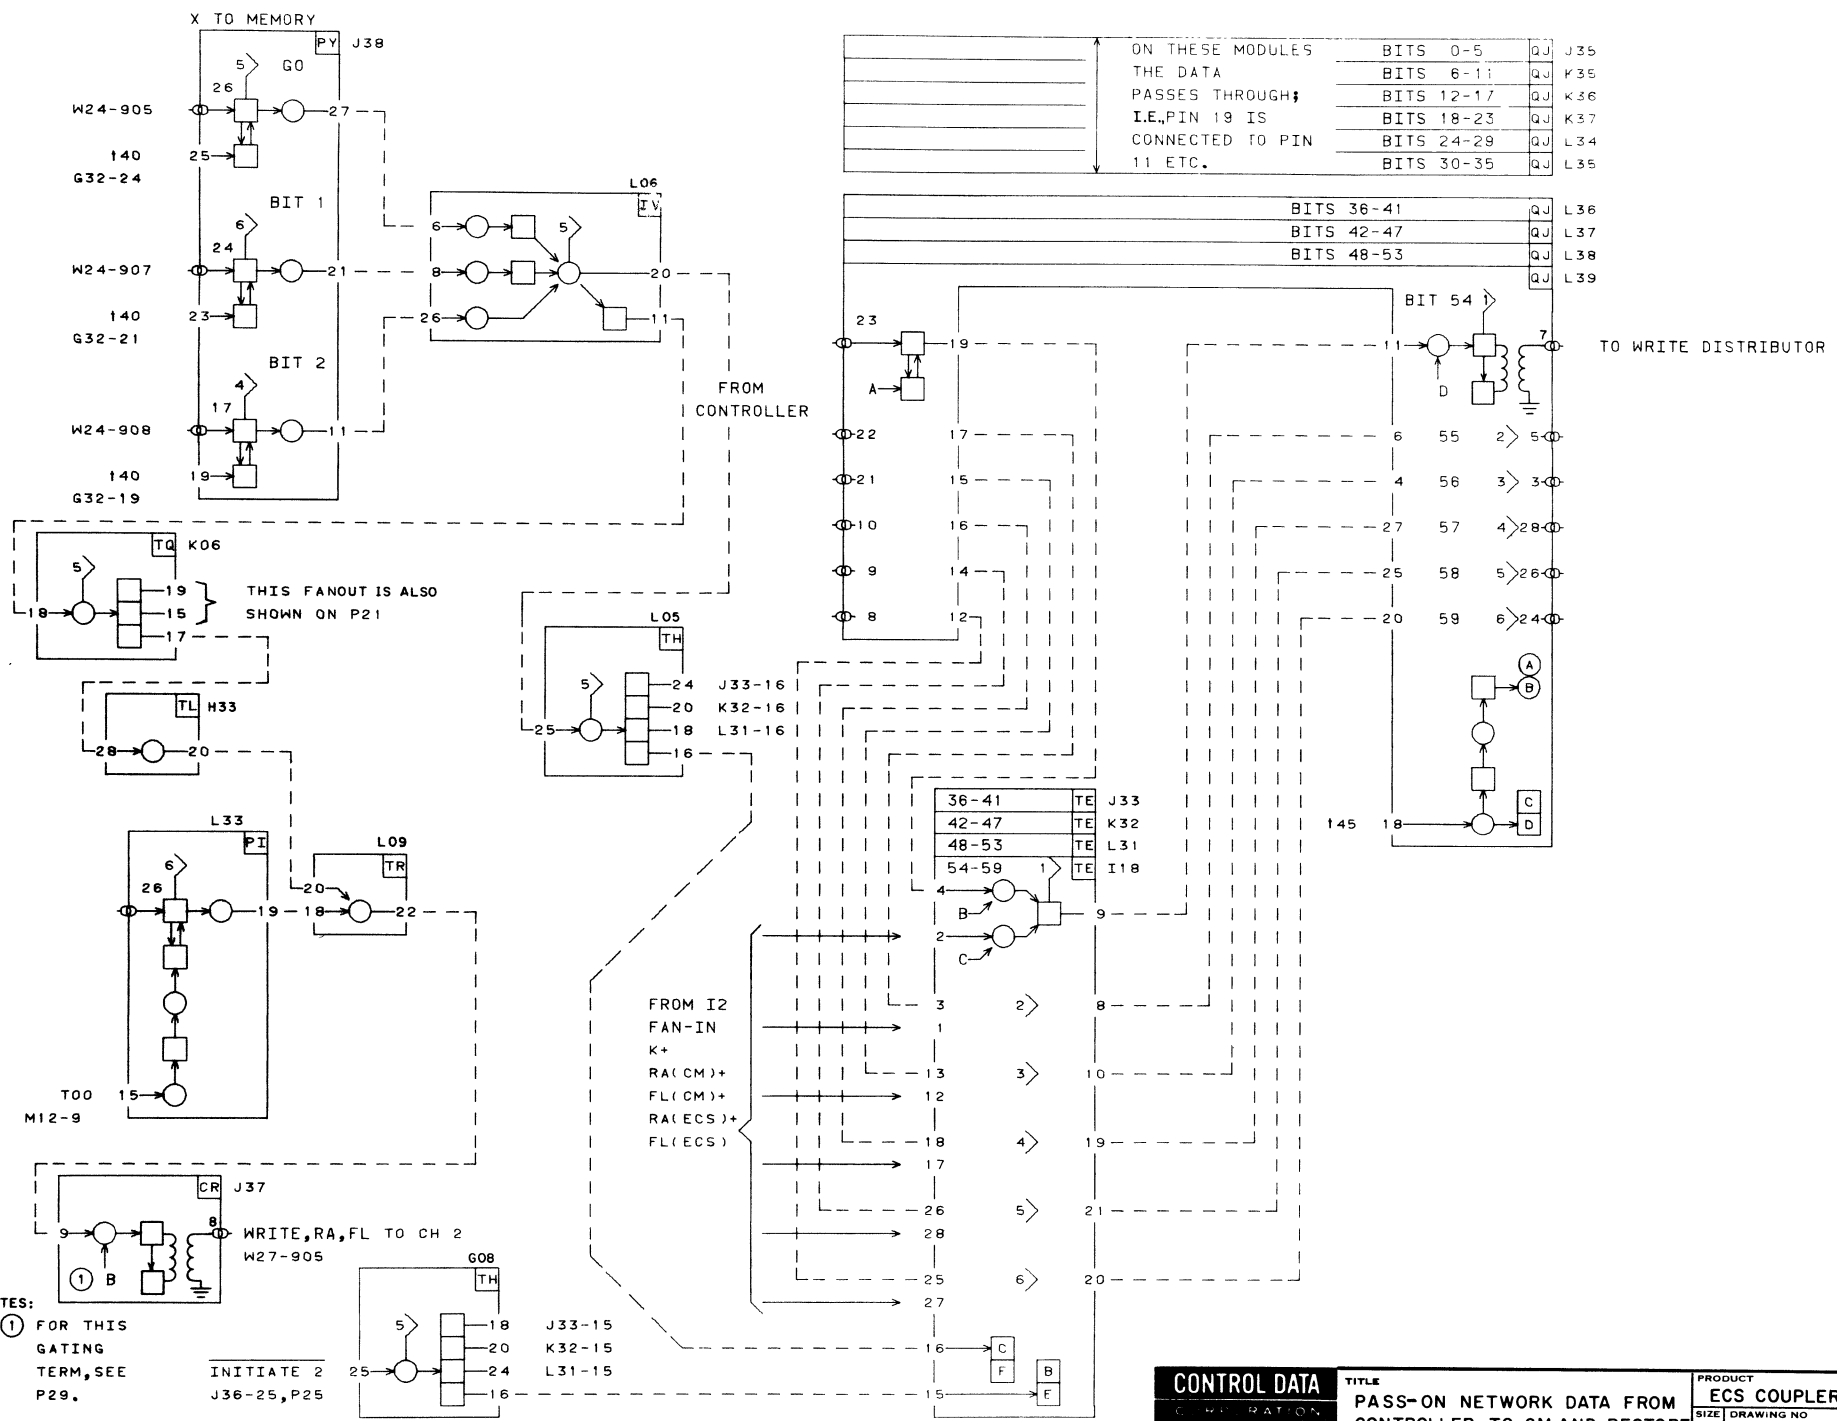 X TO MEMORY
PY J38
5 GO
26
W24-905 27
t40 25
G32-24
BIT 1
6
24
W24-907 21
t40 23
G32-21
BIT 2
4
17
W24-908 11
t40 19
G32-19
L06
IV
6 5
8 20
26 11
FROM
CONTROLLER
TQ K06
5
19
18 15
17
THIS FANOUT IS ALSO
SHOWN ON P21
TL H33
28 20
L33
PI
6
26
19
T00 15
M12-9
L09
TR
20
18 22
CR J37
9 8
1 B
WRITE,RA,FL TO CH 2
W27-905
TES:
1 FOR THIS
GATING
TERM,SEE
P29.
L05
TH
5 24 J33-16
20 K32-16
25 18 L31-16
16
G08
TH
5 18 J33-15
20 K32-15
INITIATE 2 25 24 L31-15
J36-25,P25 16
ON THESE MODULES BITS 0-5 QJ J35
THE DATA BITS 6-11 QJ K35
PASSES THROUGH; BITS 12-17 QJ K36
I.E.,PIN 19 IS BITS 18-23 QJ K37
CONNECTED TO PIN BITS 24-29 QJ L34
11 ETC. BITS 30-35 QJ L35
BITS 36-41 QJ L36
BITS 42-47 QJ L37
BITS 48-53 QJ L38
QJ L39
BIT 54 1
23
19 11 7
TO WRITE DISTRIBUTOR
A D
22 17 6 55 2 5
21 15 4 56 3 3
10 16 27 57 4 28
9 14 25 58 5 26
8 12 20 59 6 24
A
B
C
t45 18 D
36-41 TE J33
42-47 TE K32
48-53 TE L31
54-59 1 TE I18
4
B 9
2
C
FROM I2 3 2 8
FAN-IN 1
K+
RA(CM)+ 13 3 10
FL(CM)+ 12
RA(ECS)+
FL(ECS) 18 4 19
17
26 5 21
28
25 6 20
27
16 C
F B
15 E
CONTROL DATA
CORPORATION
TITLE
PASS-ON NETWORK DATA FROM
CONTROLLER TO CM AND RESTORE
PRODUCT
ECS COUPLER
SIZE DRAWING NO